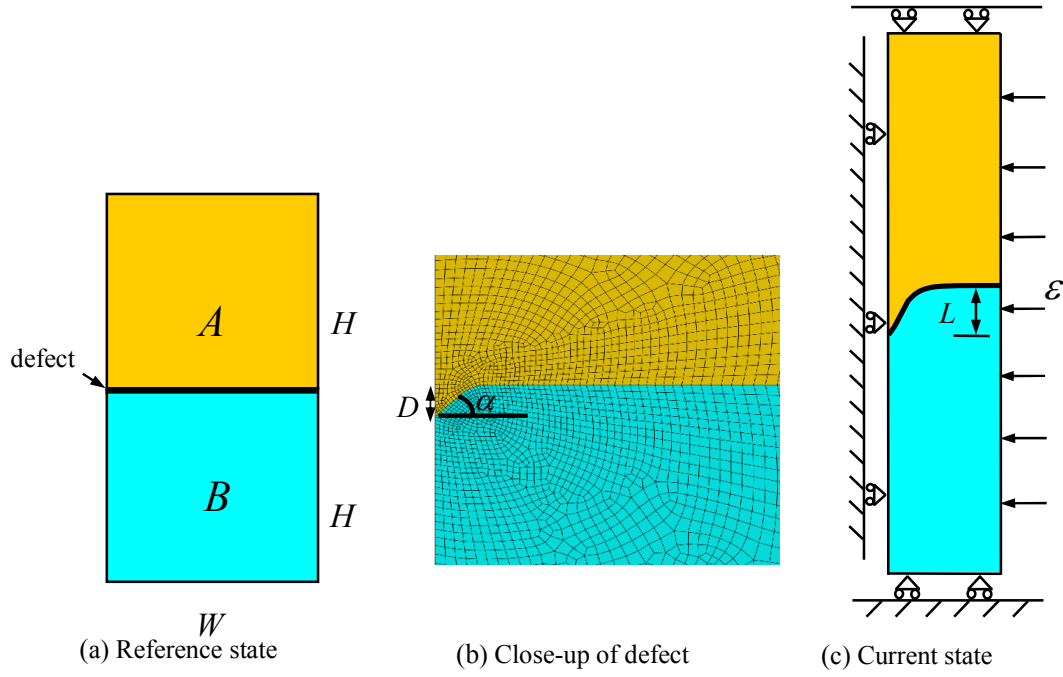 A
H
defect
B
H
W
(a) Reference state
D
α
(b) Close-up of defect
L
ε
(c) Current state